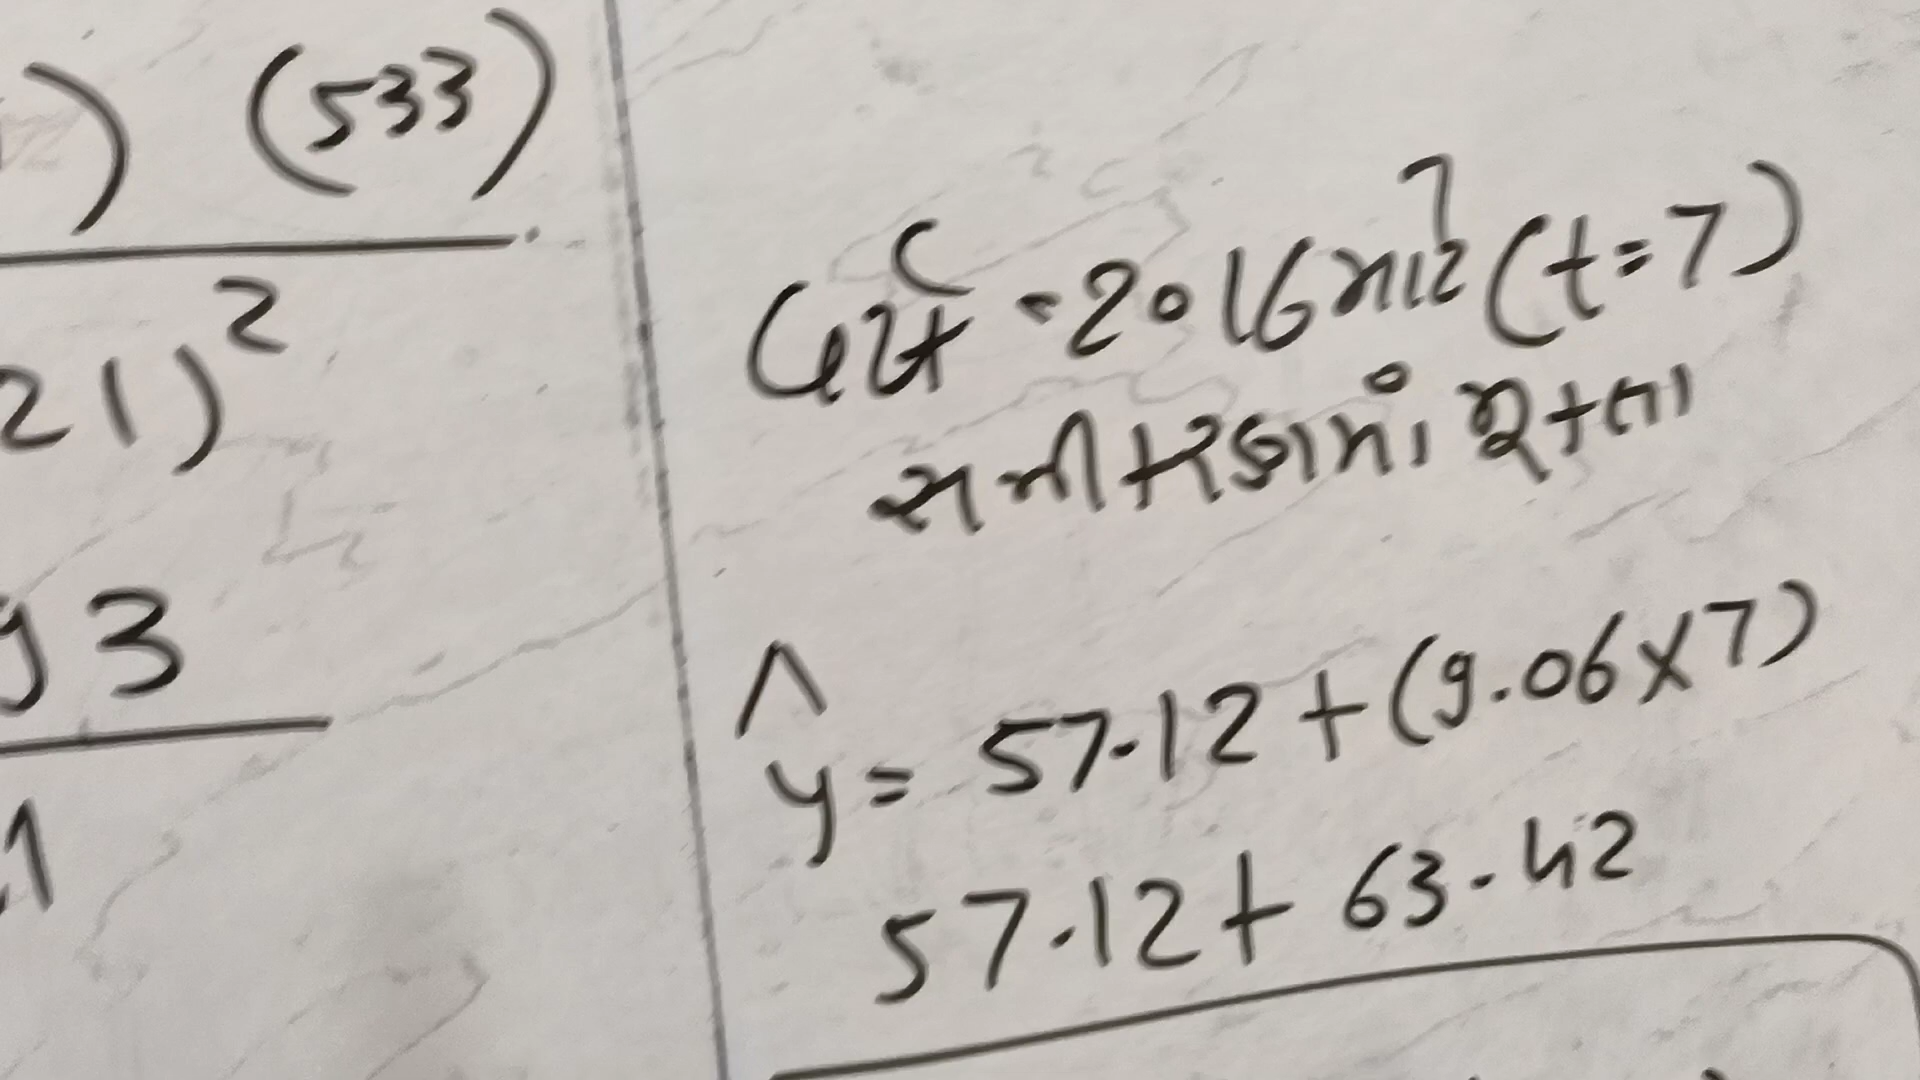 ) (533)
21)²
93
1
વર્ષ = 2016 માટે (t=7)
સમીકરણમાં મૂકતા
ŷ = 57.12 + (9.06 x 7)
57.12 + 63.42